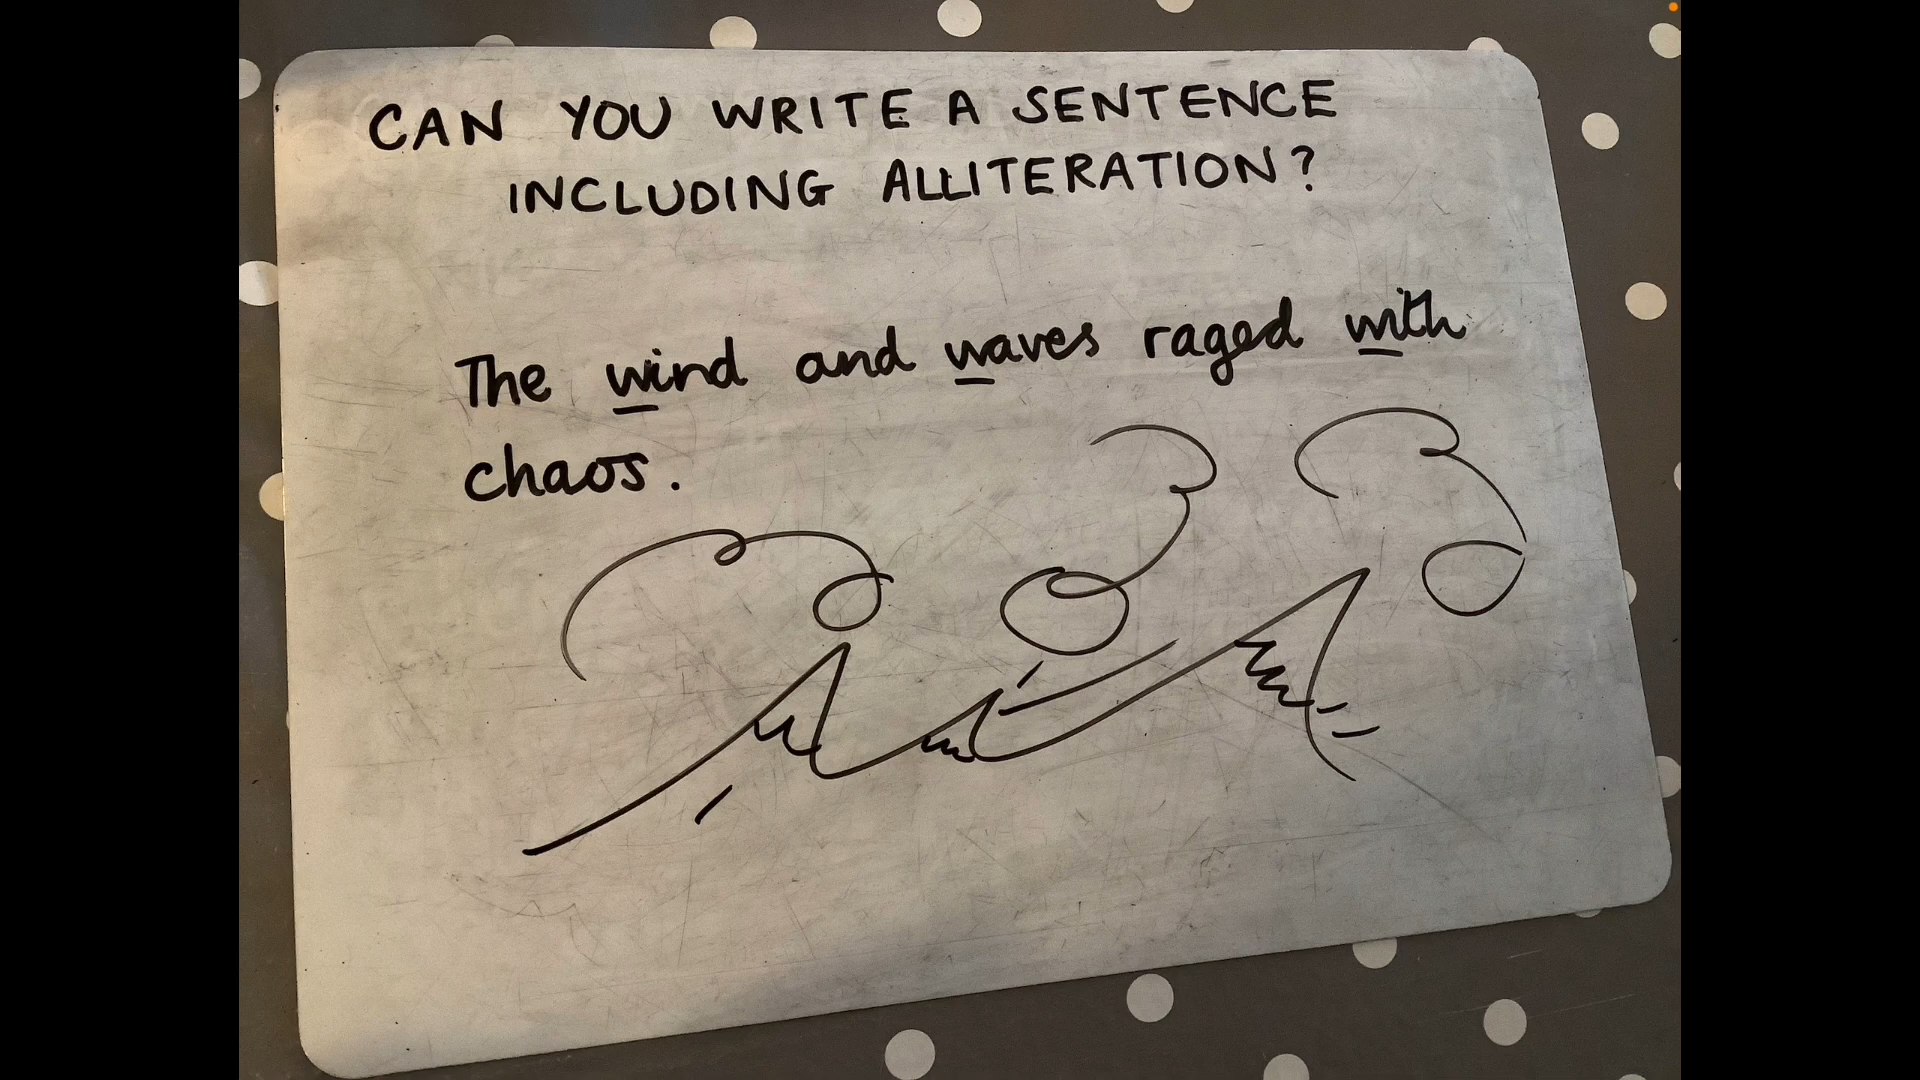 CAN YOU WRITE A SENTENCE
INCLUDING ALLITERATION?
The wind and waves raged with
chaos.